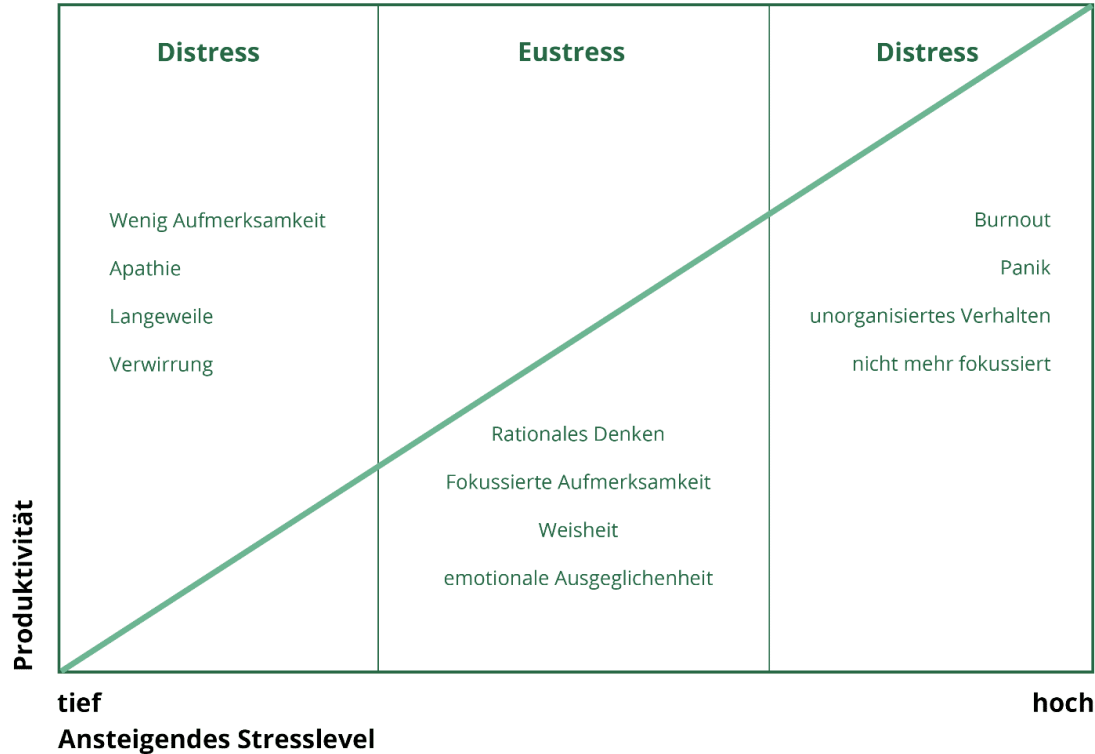 Distress
Eustress
Distress
Wenig Aufmerksamkeit
Apathie
Langeweile
Verwirrung
Rationales Denken
Fokussierte Aufmerksamkeit
Weisheit
emotionale Ausgeglichenheit
Burnout
Panik
unorganisiertes Verhalten
nicht mehr fokussiert
Produktivität
tief
hoch
Ansteigendes Stresslevel